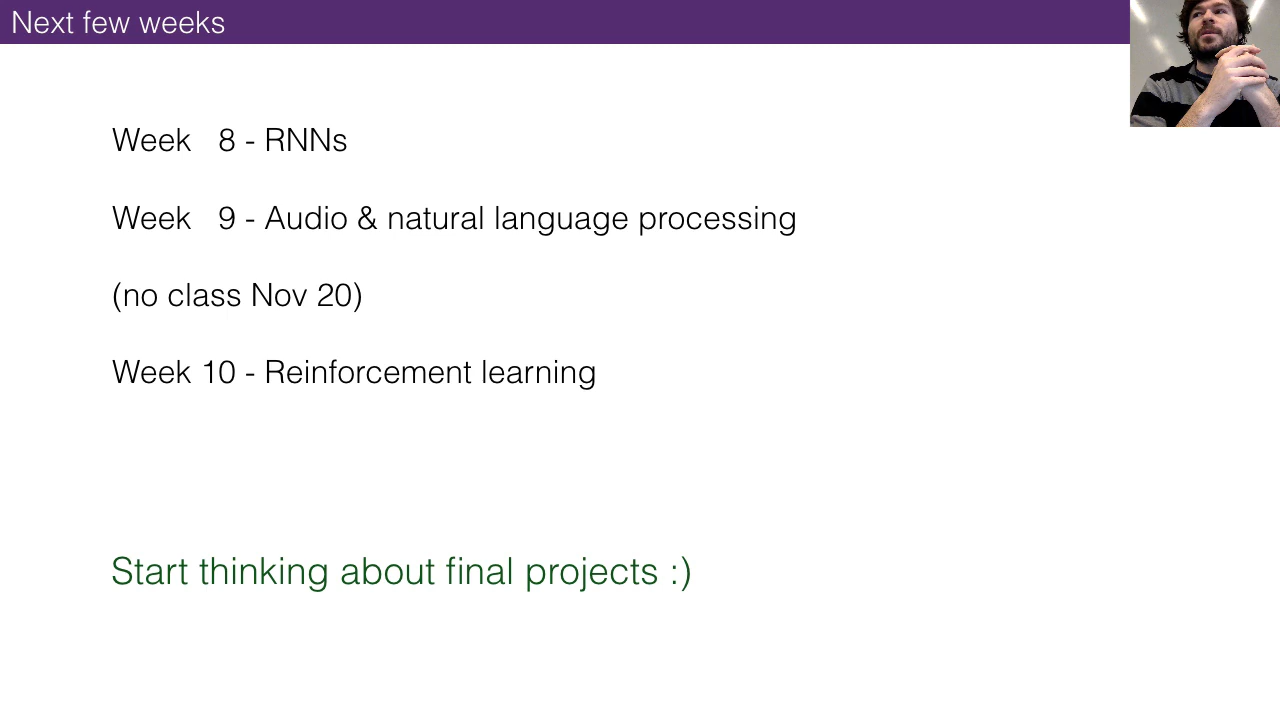 Next few weeks
Week 8 - RNNs
Week 9 - Audio & natural language processing
(no class Nov 20)
Week 10 - Reinforcement learning
Start thinking about final projects :)